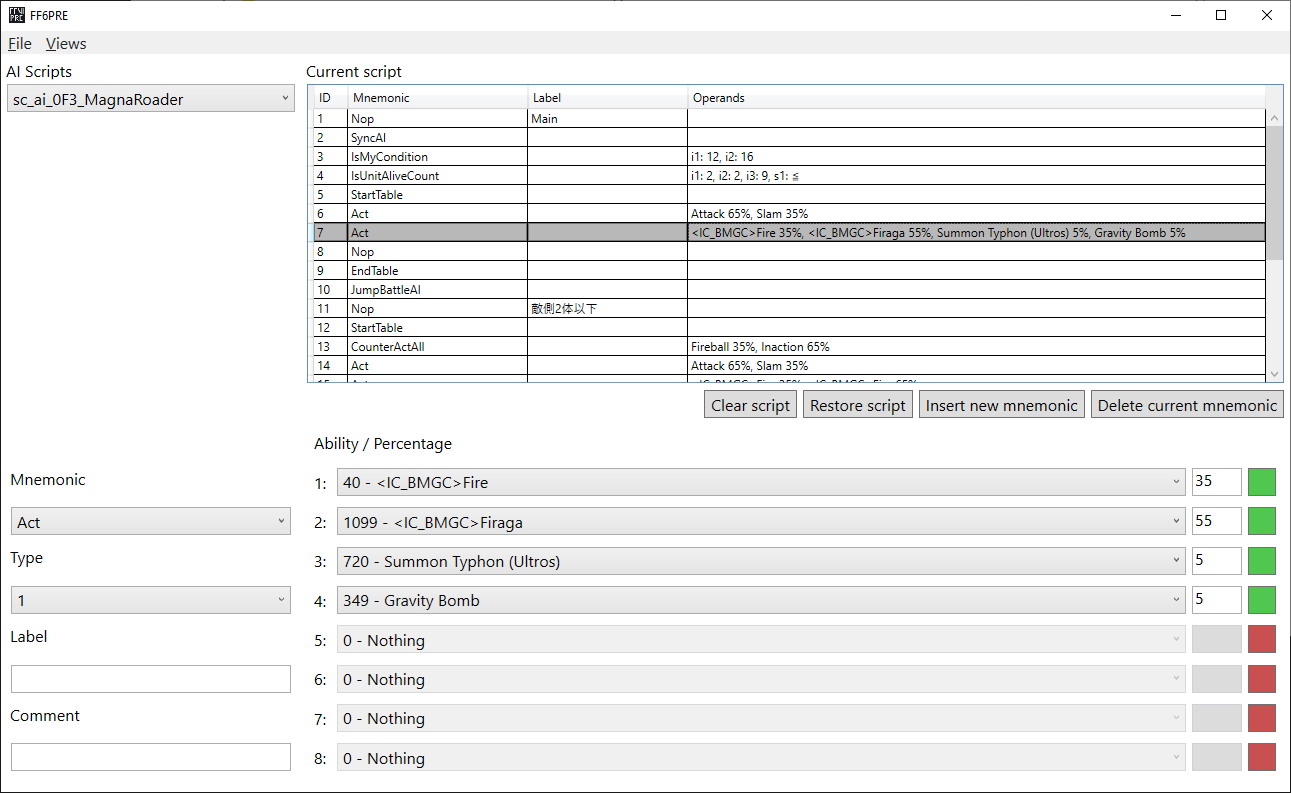 FF6PRE
File Views
AI Scripts
sc_ai_0F3_MagnaRoader
Current script
ID Mnemonic Label Operands
1 Nop Main
2 SyncAI
3 IsMyCondition i1: 12, i2: 16
4 IsUnitAliveCount i1: 2, i2: 2, i3: 9, s1: ≦
5 StartTable
6 Act Attack 65%, Slam 35%
7 Act <IC_BMGC>Fire 35%, <IC_BMGC>Firaga 55%, Summon Typhon (Ultros) 5%, Gravity Bomb 5%
8 Nop
9 EndTable
10 JumpBattleAI
11 Nop 敵側2体以下
12 StartTable
13 CounterActAll Fireball 35%, Inaction 65%
14 Act Attack 65%, Slam 35%
Clear script Restore script Insert new mnemonic Delete current mnemonic
Ability / Percentage
Mnemonic
Act
Type
1
Label
Comment
1: 40 - <IC_BMGC>Fire 35
2: 1099 - <IC_BMGC>Firaga 55
3: 720 - Summon Typhon (Ultros) 5
4: 349 - Gravity Bomb 5
5: 0 - Nothing
6: 0 - Nothing
7: 0 - Nothing
8: 0 - Nothing